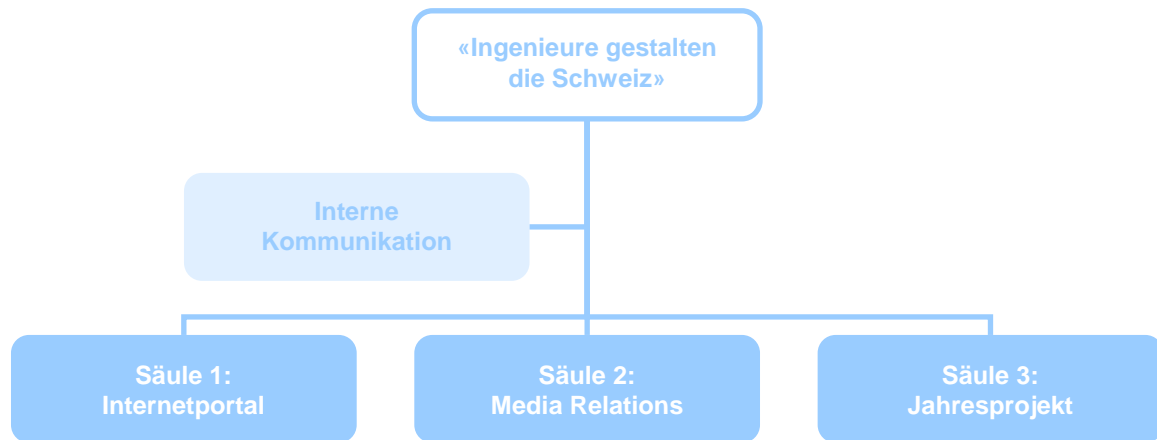 «Ingenieure gestalten
die Schweiz»
Interne
Kommunikation
Säule 1:
Internetportal
Säule 2:
Media Relations
Säule 3:
Jahresprojekt